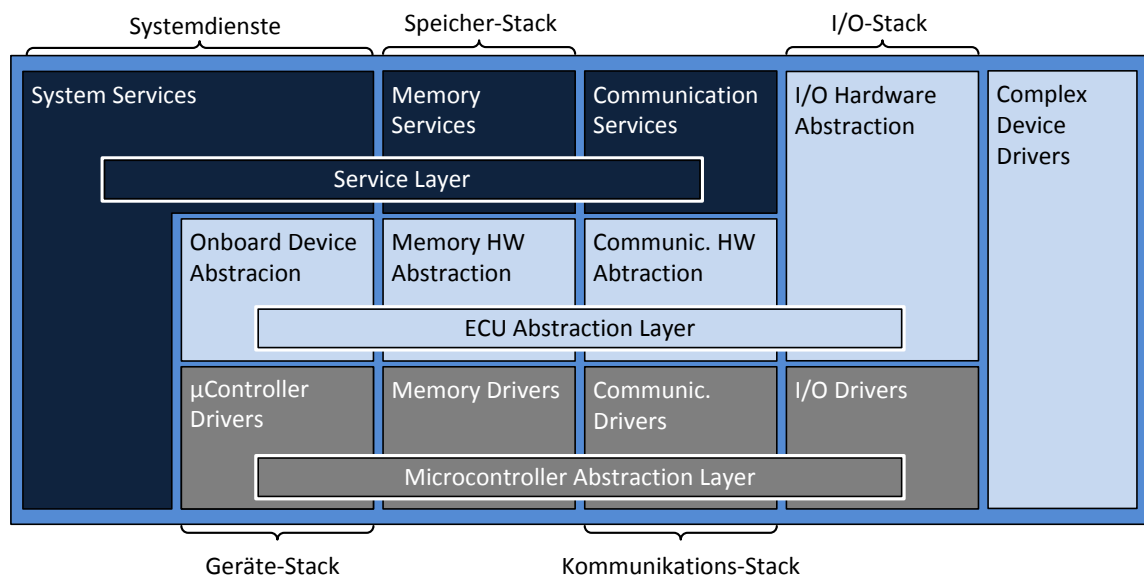 Systemdienste
Speicher-Stack
I/O-Stack
System Services
Memory
Services
Communication
Services
I/O Hardware
Abstraction
Complex
Device
Drivers
Service Layer
Onboard Device
Abstracion
Memory HW
Abstraction
Communic. HW
Abtraction
ECU Abstraction Layer
µController
Drivers
Memory Drivers
Communic.
Drivers
I/O Drivers
Microcontroller Abstraction Layer
Geräte-Stack
Kommunikations-Stack